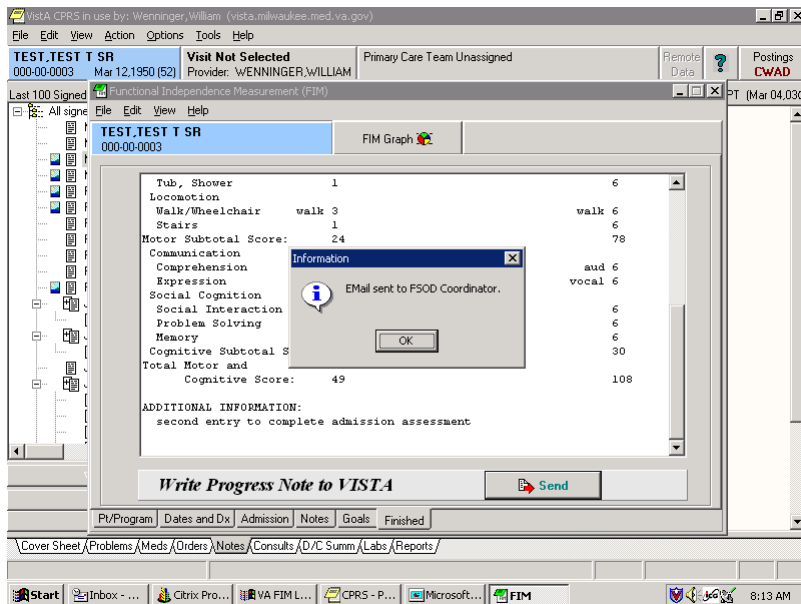 VistA CPRS in use by: Wenninger,William (vista.milwaukee.med.va.gov)
File Edit View Action Options Tools Help
TEST,TEST T SR Visit Not Selected Primary Care Team Unassigned Remote Data ? Postings
000-00-0003 Mar 12,1950 (52) Provider: WENNINGER,WILLIAM CWAD
Last 100 Signed Functional Independence Measurement (FIM) PT (Mar 04,03
All signe File Edit View Help
TEST,TEST T SR
000-00-0003 FIM Graph
Tub, Shower 1 6
Locomotion
Walk/Wheelchair walk 3 walk 6
Stairs 1 6
Motor Subtotal Score: 24 78
Communication
Comprehension aud 6
Expression vocal 6
Social Cognition
Social Interaction 6
Problem Solving 6
Memory 6
Cognitive Subtotal S 30
Total Motor and
Cognitive Score: 49 108
ADDITIONAL INFORMATION:
second entry to complete admission assessment
Information
EMail sent to FSOD Coordinator.
OK
Write Progress Note to VISTA Send
Pt/Program Dates and Dx Admission Notes Goals Finished
Cover Sheet Problems Meds Orders Notes Consults D/C Summ Labs Reports
Start Inbox - ... Citrix Pro... VA FIM L... CPRS - P... Microsoft... FIM 8:13 AM